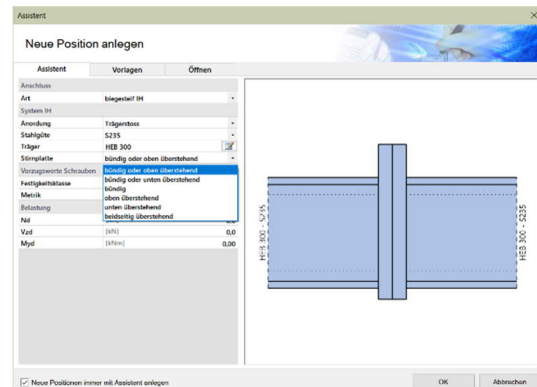 Assistent
Neue Position anlegen
Assistent Vorlagen Öffnen
Anschluss
Art biegesteif IH
System IH
Anordung Trägerstoss
Stahlgüte S235
Träger HEB 300
Stirnplatte bündig oder oben überstehend
Vorzugswerte Schrauben bündig oder oben überstehend
bündig oder unten überstehend
Festigkeitsklasse bündig
Metrik oben überstehend
Belastung unten überstehend
beidseitig überstehend
Nd 0,0
Vzd [kN] 0,0
Myd [kNm] 0,00
HEB 300 - S235
HEB 300 - S235
Neue Positionen immer mit Assistent anlegen
OK Abbrechen